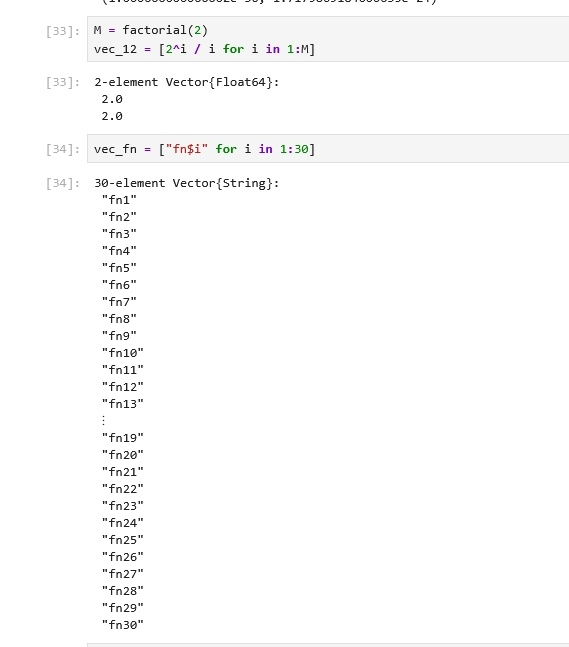 [33]: M = factorial(2)
vec_12 = [2^i / i for i in 1:M]
[33]: 2-element Vector{Float64}:
2.0
2.0
[34]: vec_fn = ["fn$i" for i in 1:30]
[34]: 30-element Vector{String}:
"fn1"
"fn2"
"fn3"
"fn4"
"fn5"
"fn6"
"fn7"
"fn8"
"fn9"
"fn10"
"fn11"
"fn12"
"fn13"
⋮
"fn19"
"fn20"
"fn21"
"fn22"
"fn23"
"fn24"
"fn25"
"fn26"
"fn27"
"fn28"
"fn29"
"fn30"